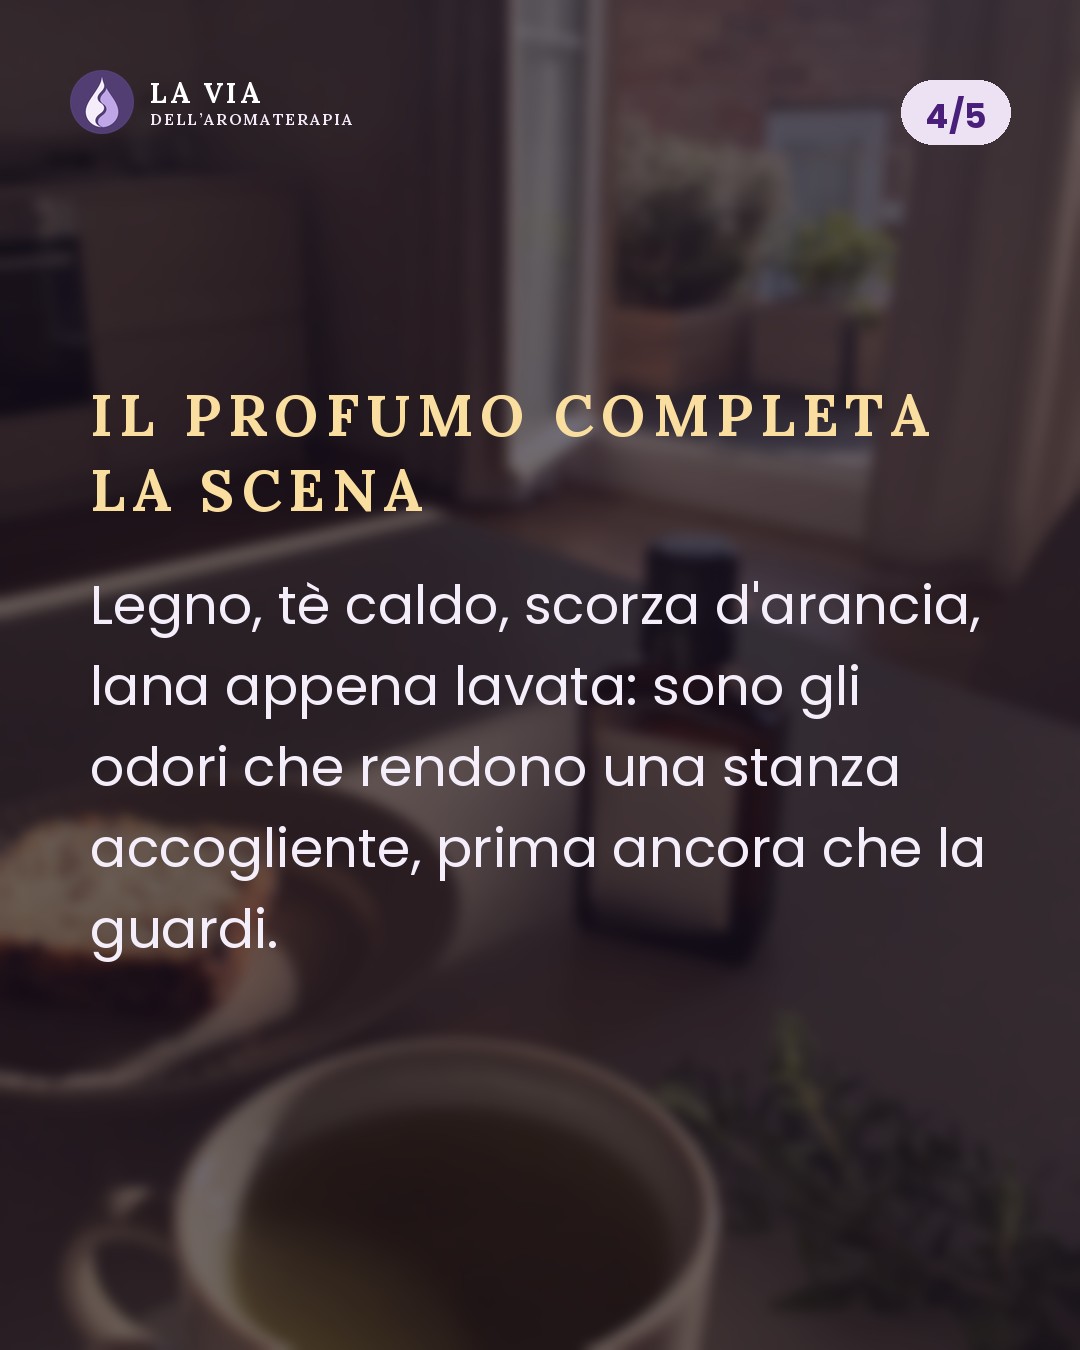 LA VIA
DELL'AROMATERAPIA
4/5
IL PROFUMO COMPLETA
LA SCENA
Legno, tè caldo, scorza d'arancia,
lana appena lavata: sono gli
odori che rendono una stanza
accogliente, prima ancora che la
guardi.